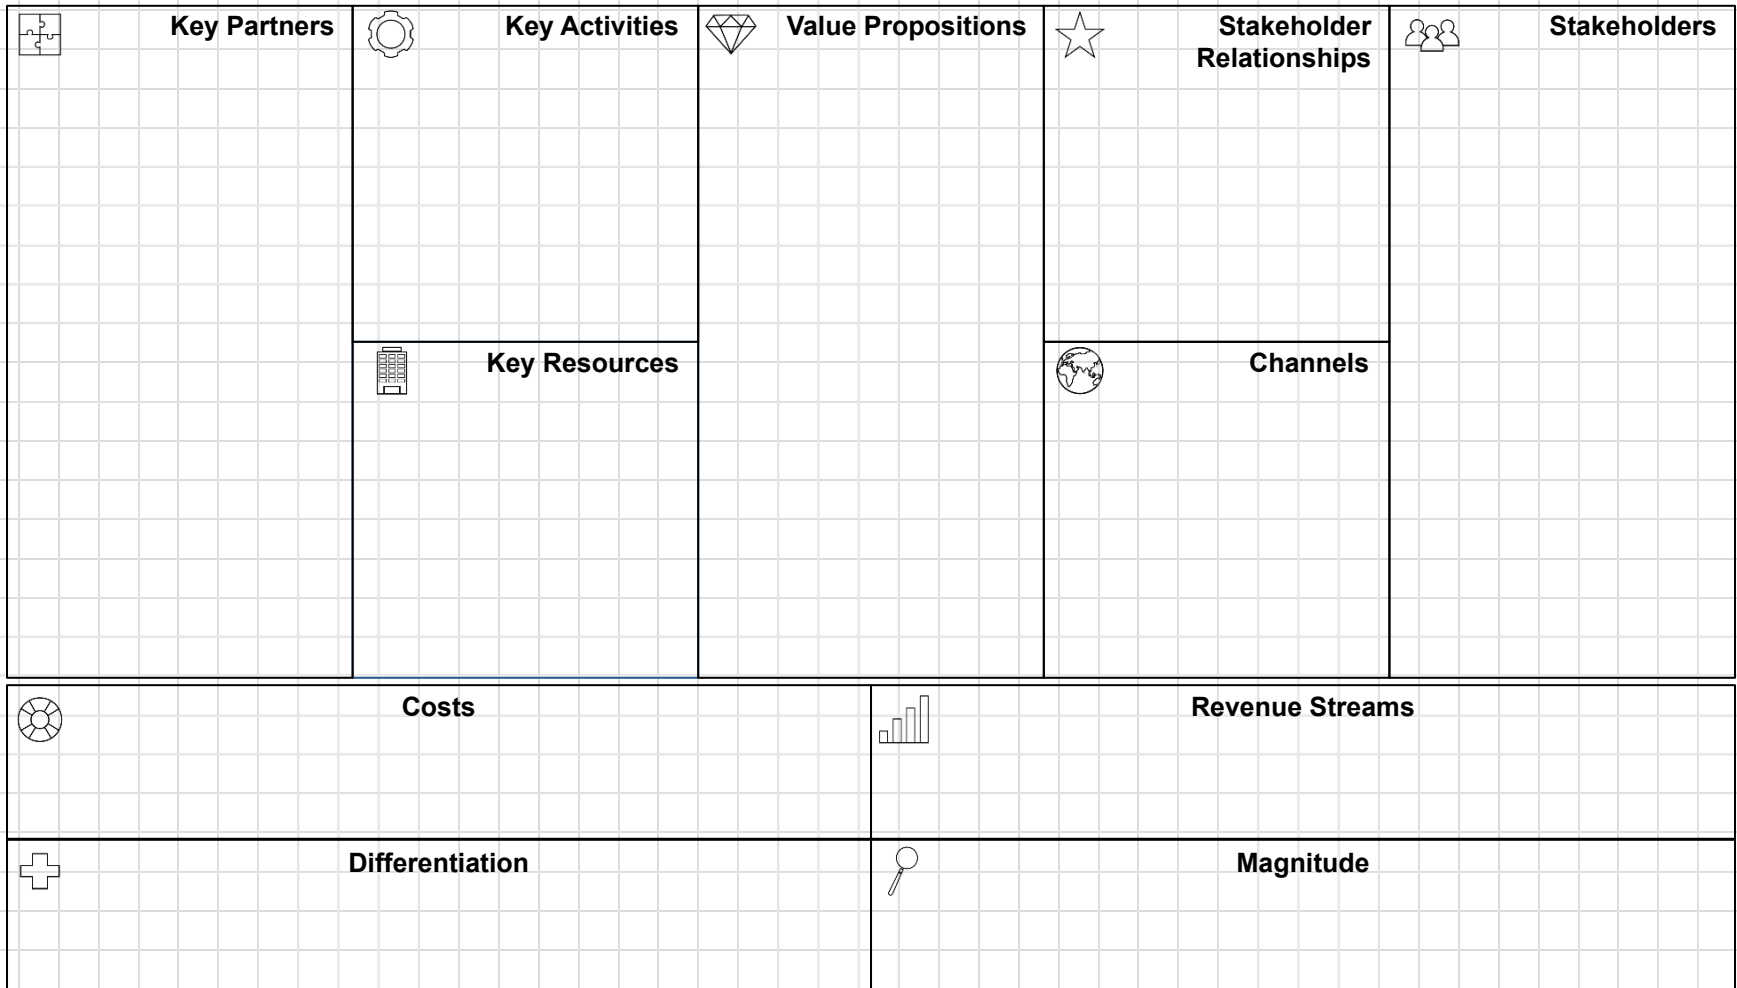 Key Partners
Key Activities
Value Propositions
Stakeholder
Relationships
Stakeholders
Key Resources
Channels
Costs
Revenue Streams
Differentiation
Magnitude